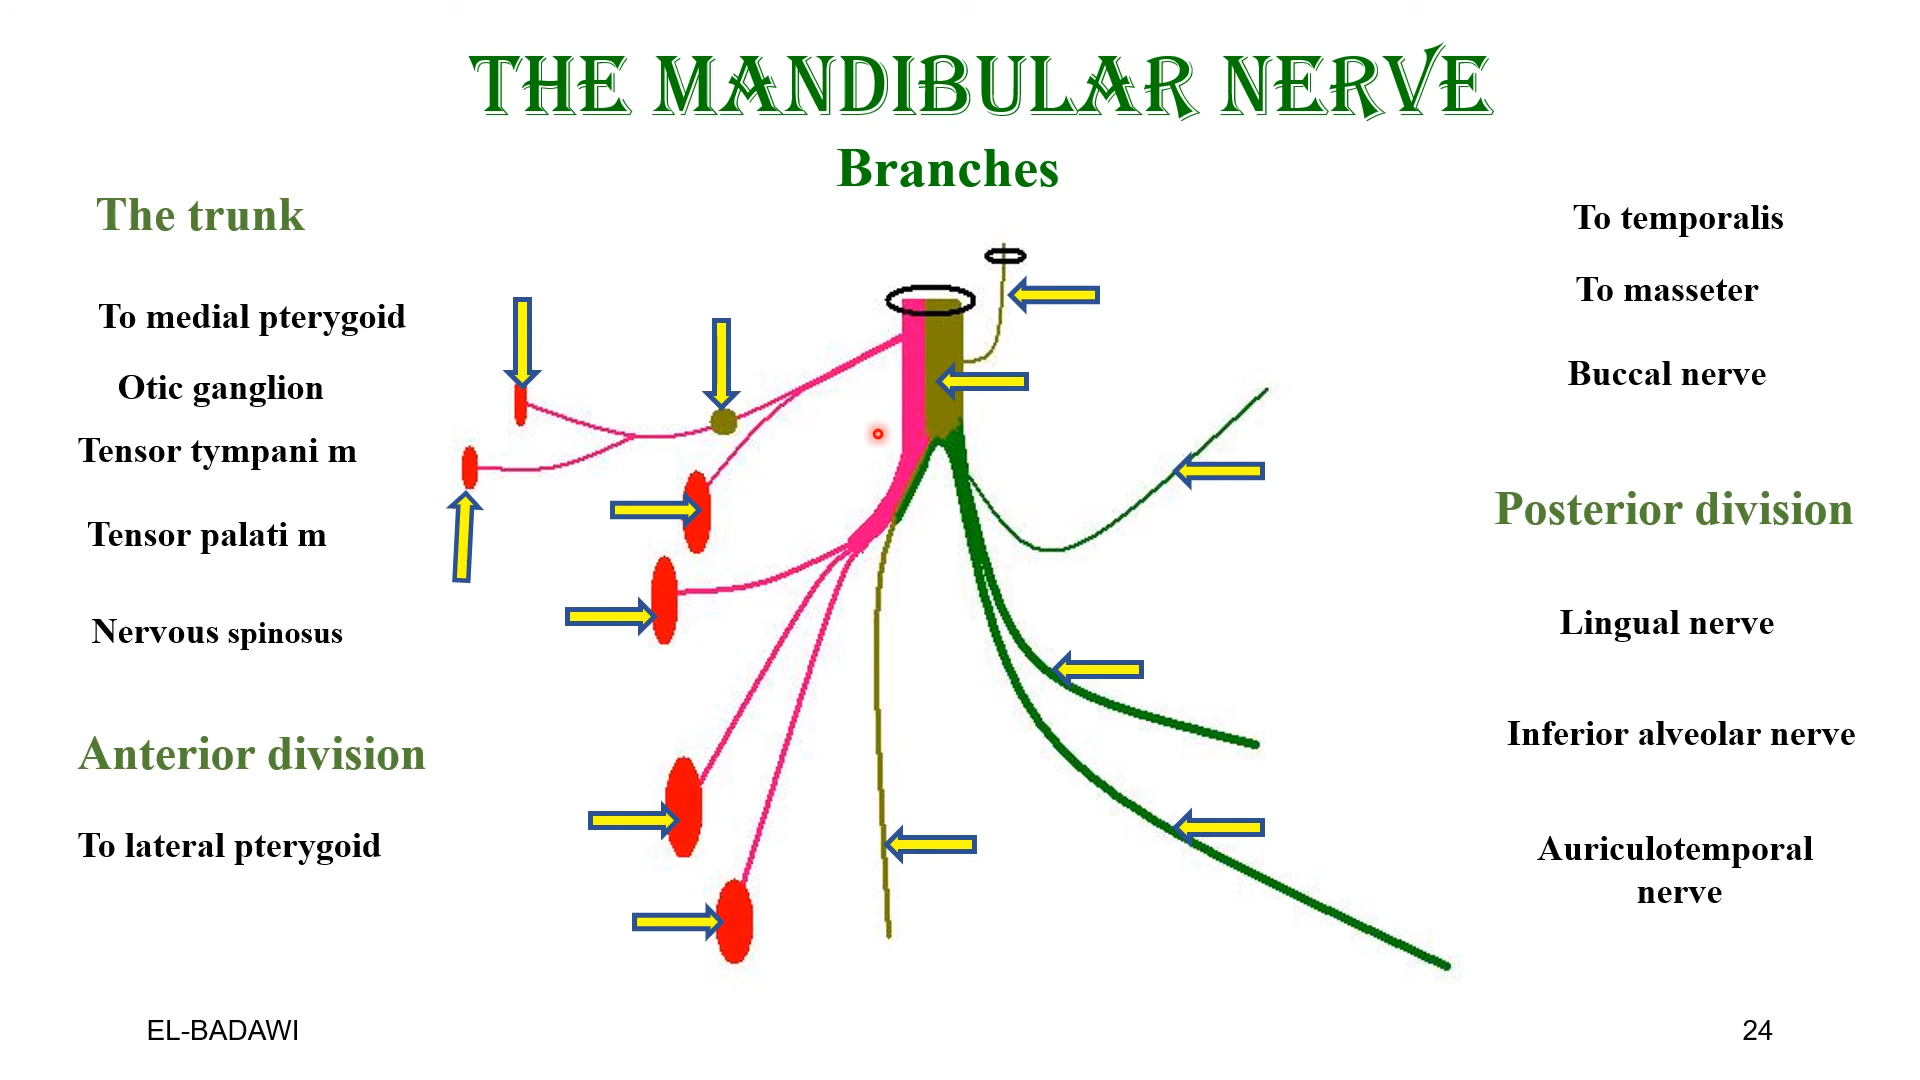 THE MANDIBULAR NERVE
Branches
The trunk
To medial pterygoid
Otic ganglion
Tensor tympani m
Tensor palati m
Nervous spinosus
Anterior division
To lateral pterygoid
To temporalis
To masseter
Buccal nerve
Posterior division
Lingual nerve
Inferior alveolar nerve
Auriculotemporal
nerve
EL-BADAWI
24